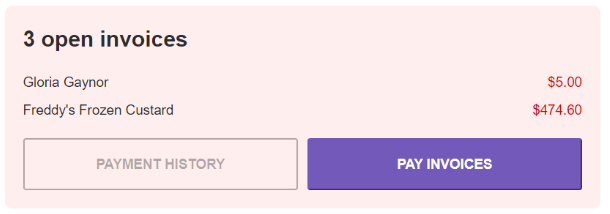 3 open invoices
Gloria Gaynor $5.00
Freddy's Frozen Custard $474.60
PAYMENT HISTORY PAY INVOICES